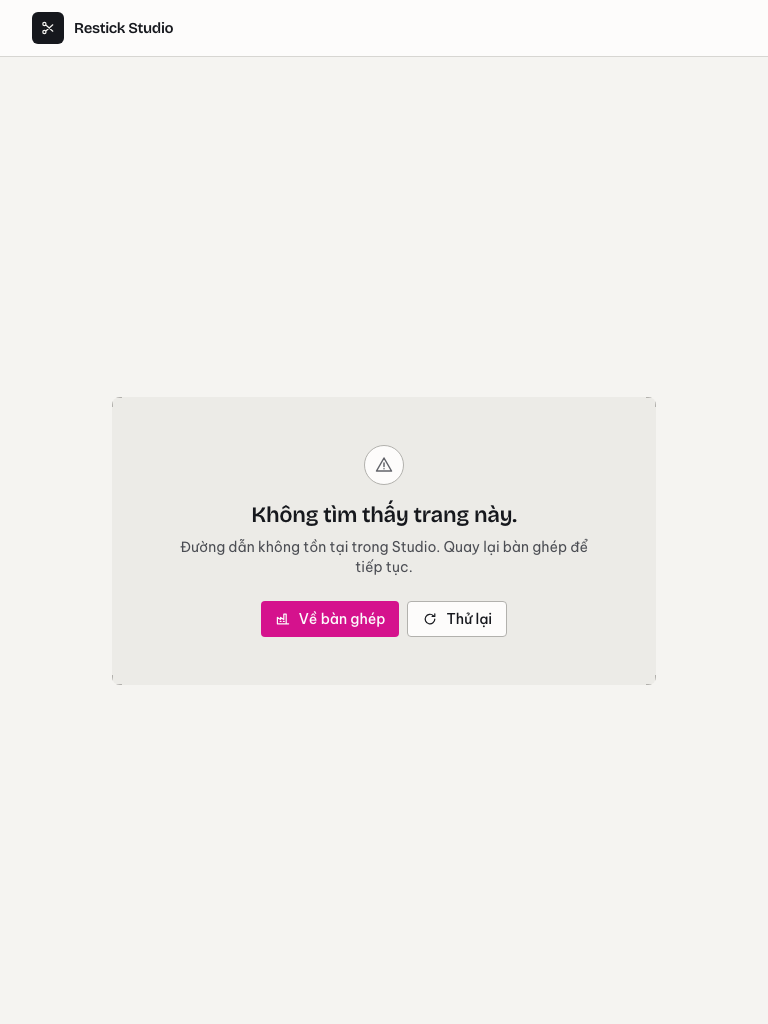 Restick Studio
Không tìm thấy trang này.
Đường dẫn không tồn tại trong Studio. Quay lại bàn ghép để
tiếp tục.
Về bàn ghép
Thử lại